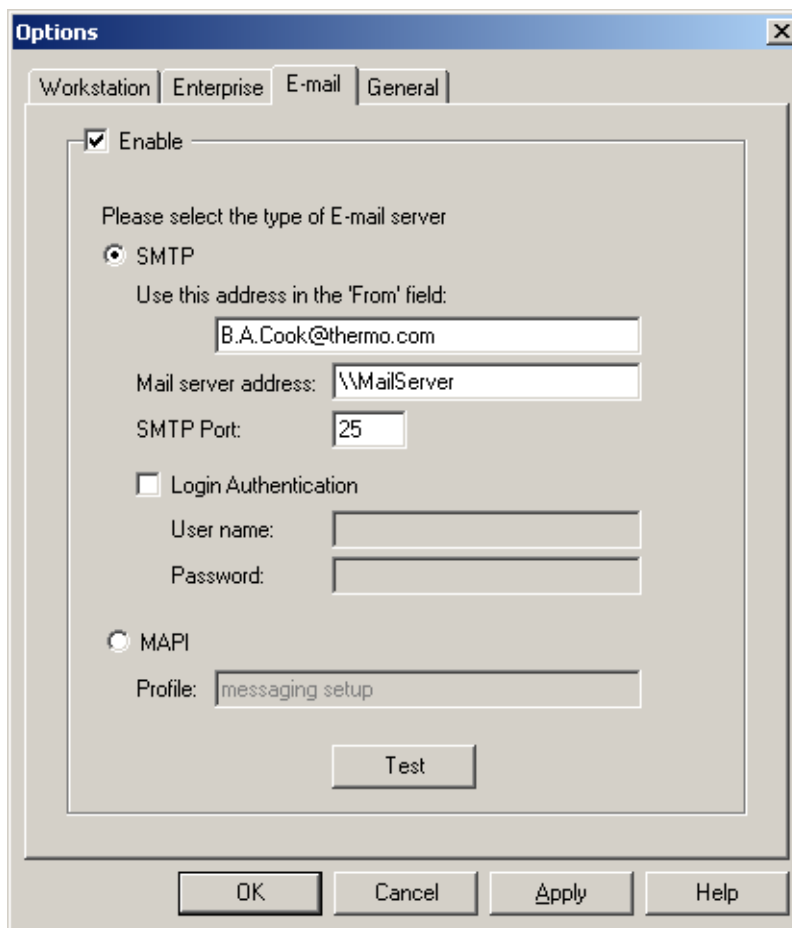 Options
Workstation Enterprise E-mail General
Enable
Please select the type of E-mail server
SMTP
Use this address in the 'From' field:
B.A.Cook@thermo.com
Mail server address: \\MailServer
SMTP Port: 25
Login Authentication
User name:
Password:
MAPI
Profile: messaging setup
Test
OK Cancel Apply Help